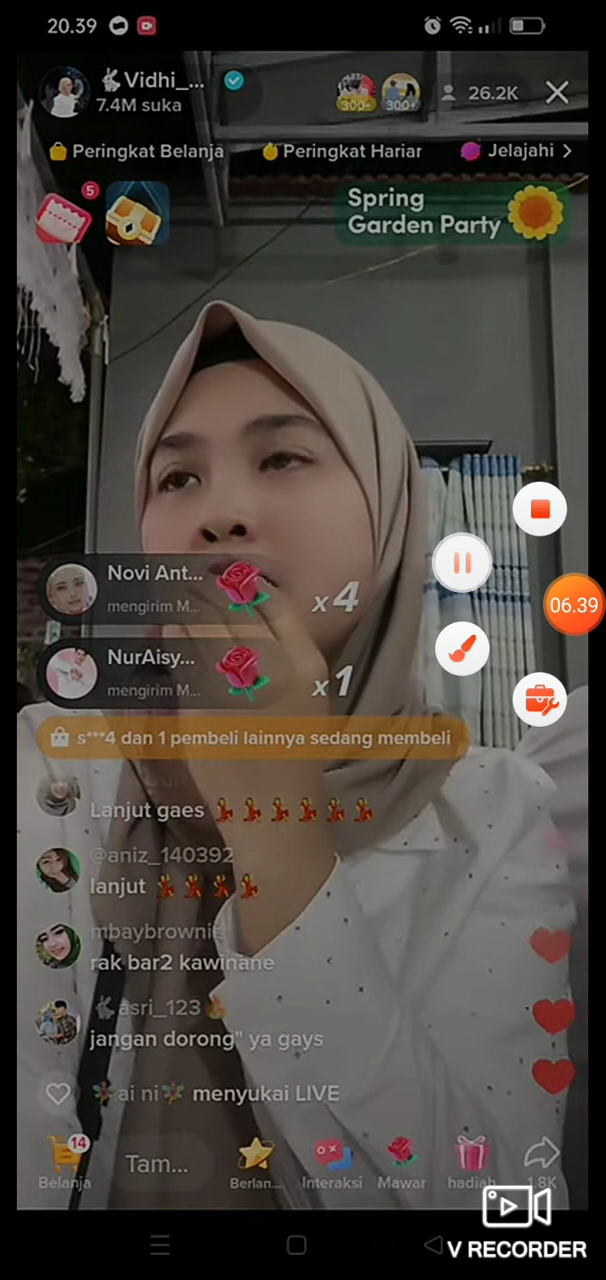 20.39
Vidhi_...
7.4M suka
300+
300+
26.2K
Peringkat Belanja
Peringkat Harian
Jelajahi >
5
Spring
Garden Party
06.39
Novi Ant...
mengirim M...
x4
NurAisy...
mengirim M...
x1
s***4 dan 1 pembeli lainnya sedang membeli
Lanjut gaes
@aniz_140392
lanjut
mbaybrownie
rak bar2 kawinane
asri_123
jangan dorong" ya gays
ai ni menyukai LIVE
14
Belanja
Tam...
Berlan...
Interaksi
Mawar
hadiah
1.8K
V RECORDER